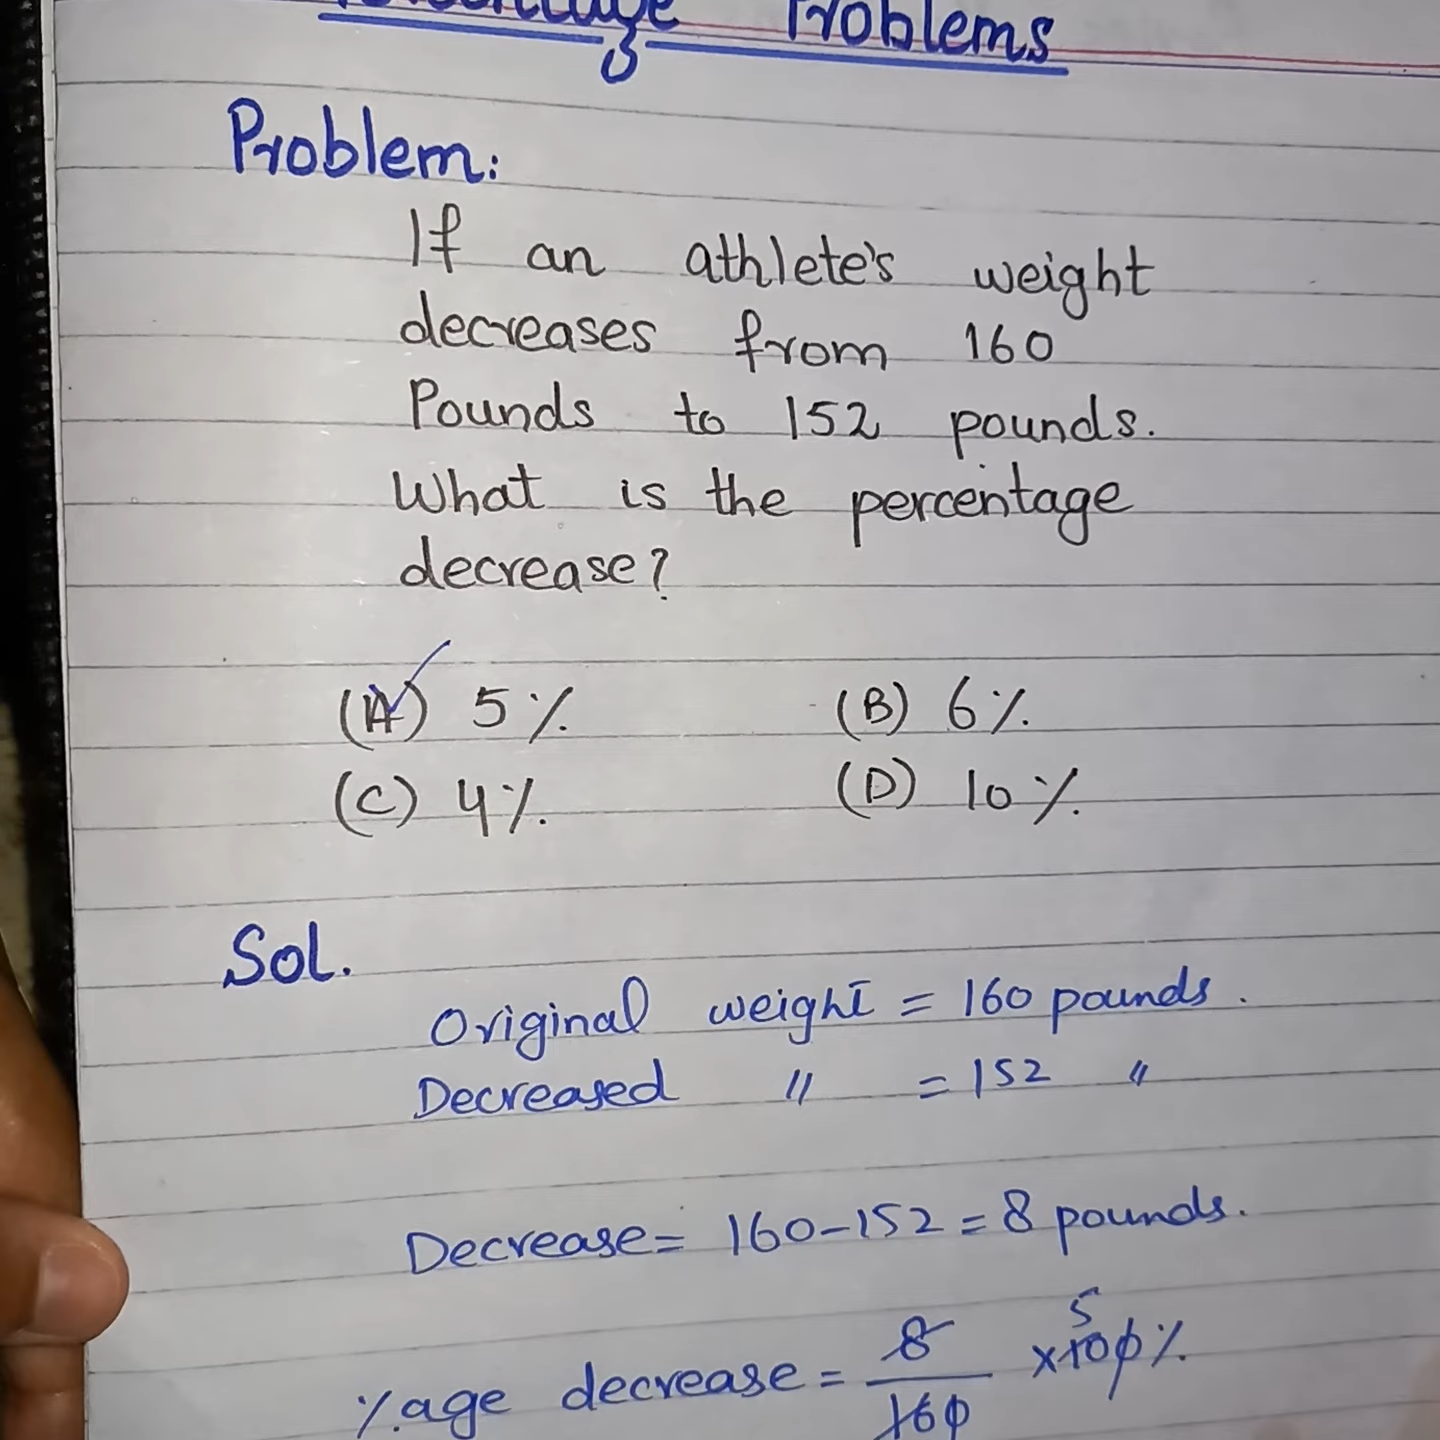 Percentage Problems
Problem:
If an athlete's weight
decreases from 160
Pounds to 152 pounds.
What is the percentage
decrease?
(A) 5%
(B) 6%
(C) 4%
(D) 10%
Sol.
Original weight = 160 pounds.
Decreased " = 152 "
Decrease = 160-152 = 8 pounds.
5
%age decrease = 8/160 x100%